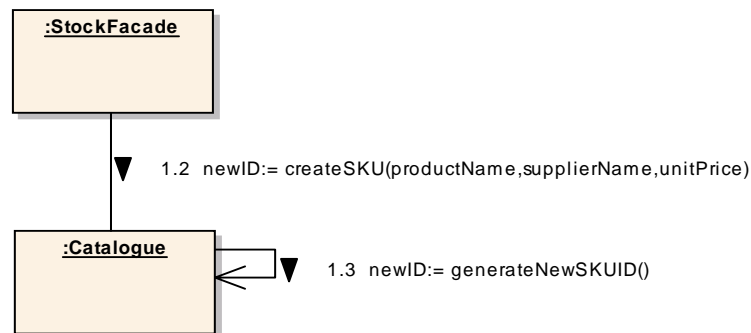 :StockFacade
1.2 newID:= createSKU(productName,supplierName,unitPrice)
:Catalogue
1.3 newID:= generateNewSKUID()